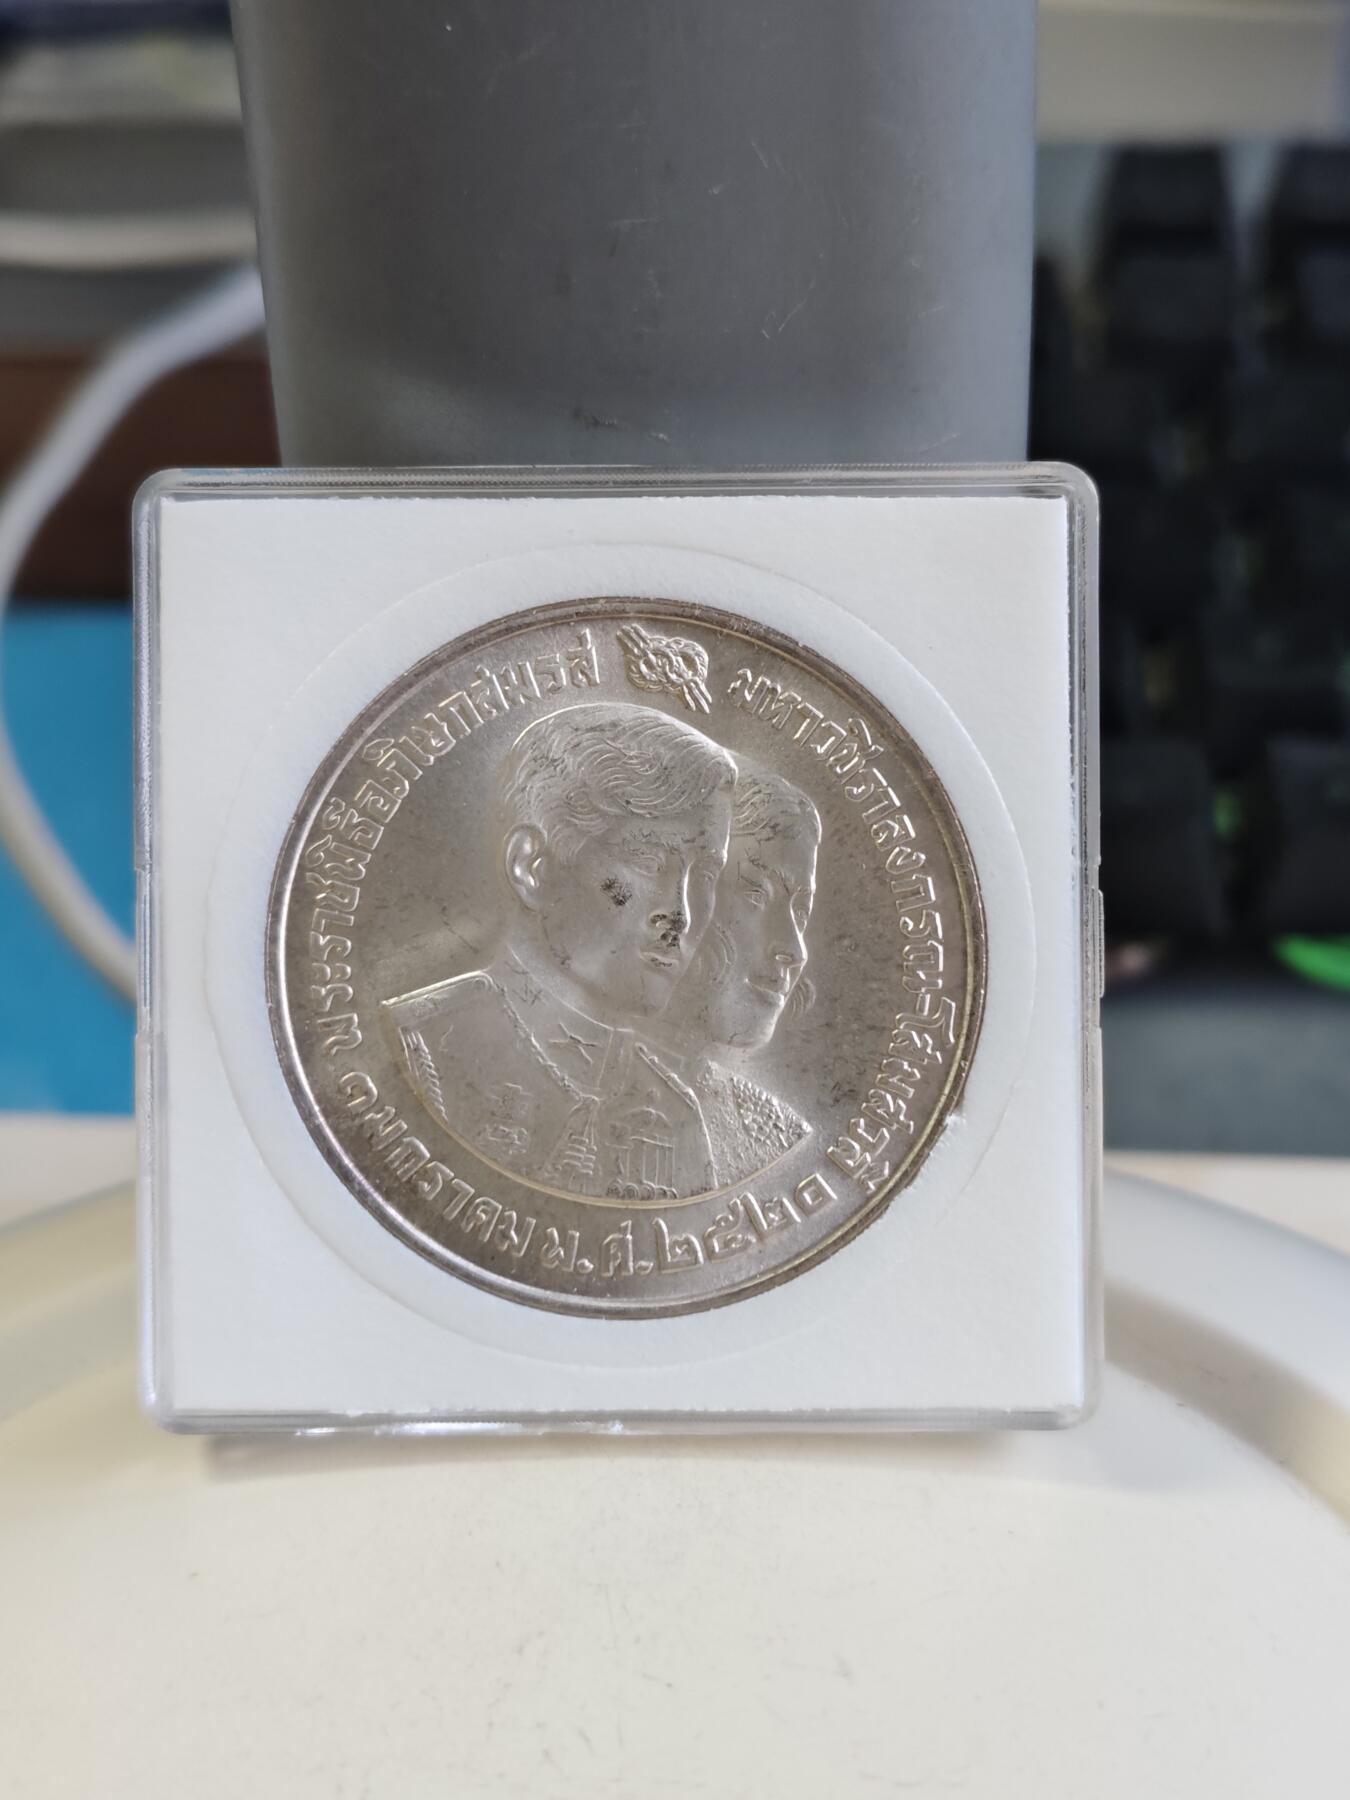 พระราชพิธีอภิเษกสมรส
มหาวชิราลงกรณ-โสมสวลี
๓ มกราคม พ.ศ.๒๕๒๐